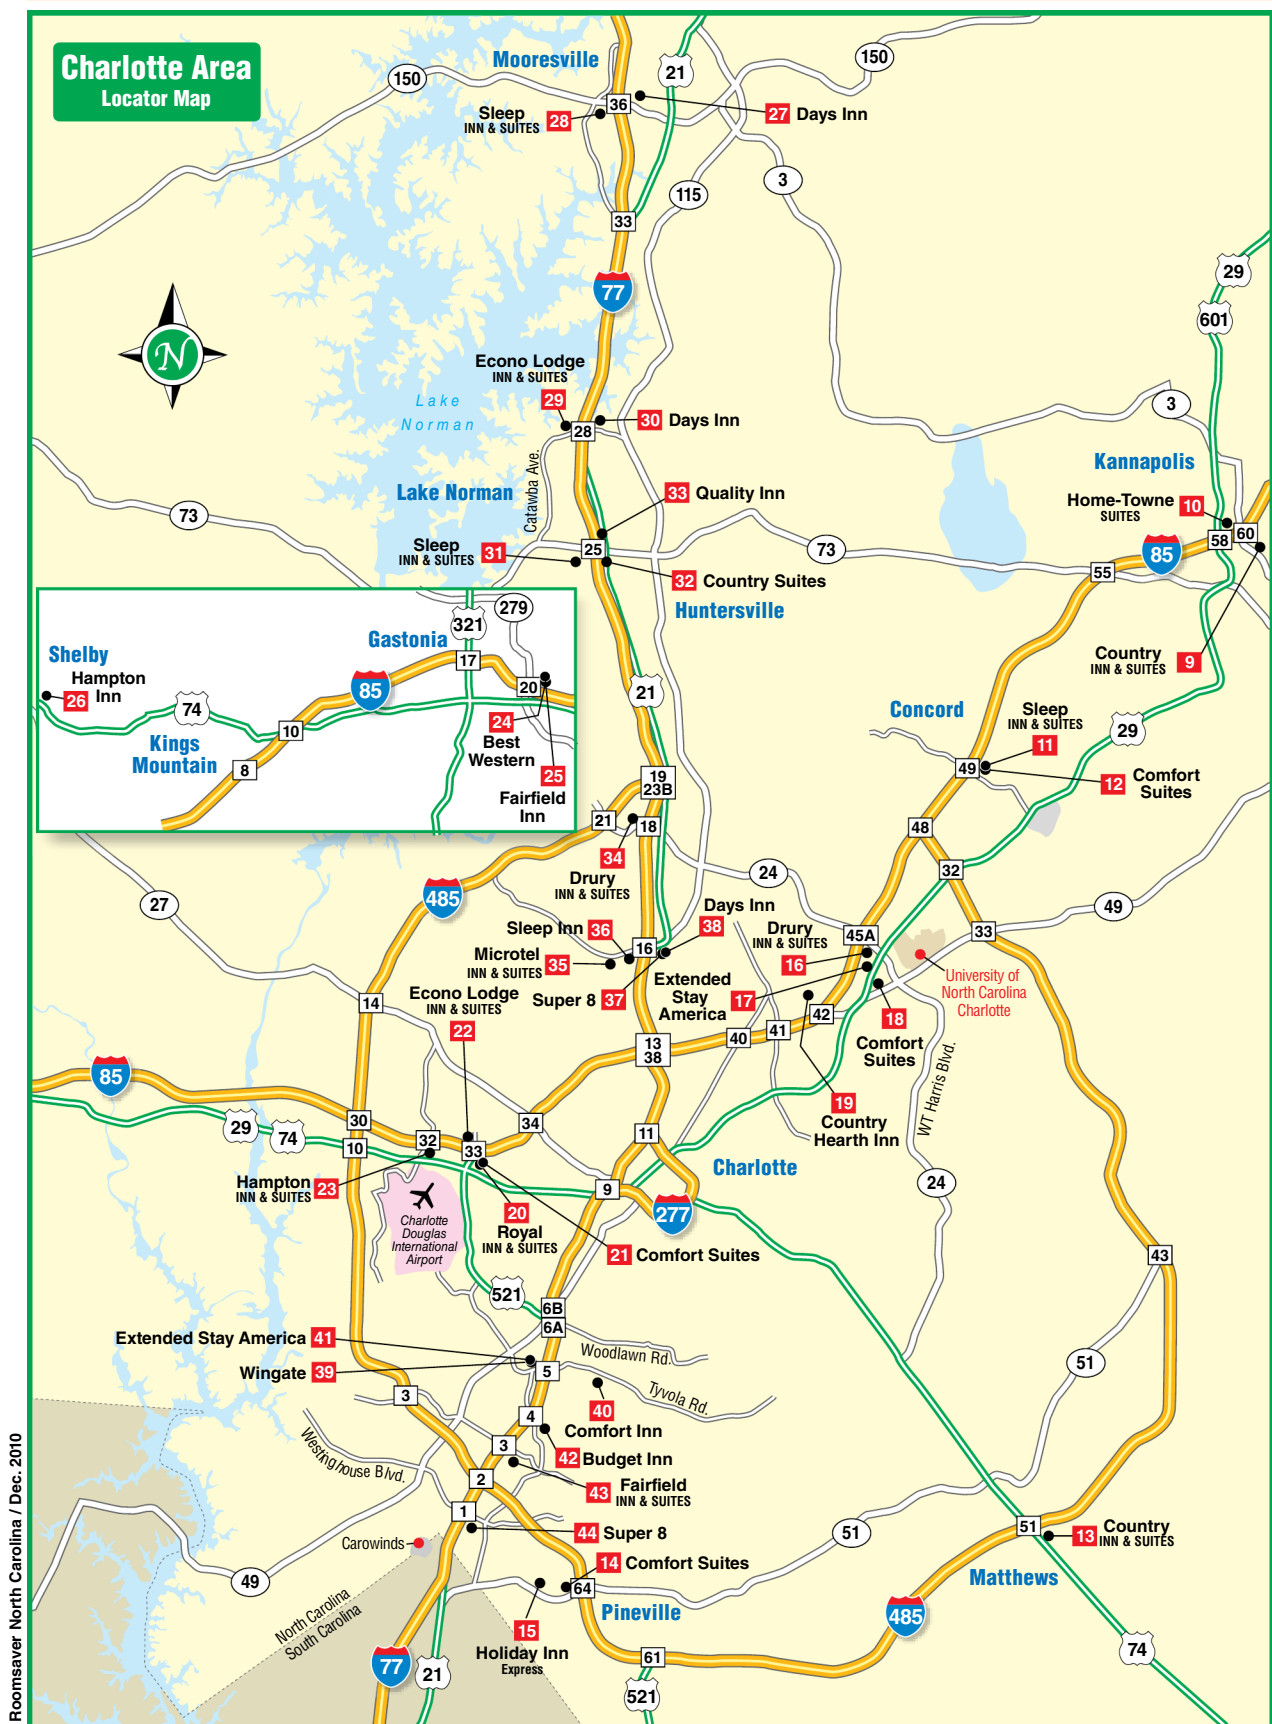 Charlotte Area
Locator Map
Mooresville
150
21
150
36
Sleep
INN & SUITES
28
27 Days Inn
115
3
33
77
29
601
Econo Lodge
INN & SUITES
29
Lake
Norman
30 Days Inn
28
3
Kannapolis
Lake Norman
Catawba Ave.
33 Quality Inn
Home-Towne
SUITES
10
73
Sleep
INN & SUITES
31
25
73
85
58
60
32 Country Suites
55
Huntersville
279
321
Gastonia
Shelby
Hampton
Inn
26
17
85
20
74
10
Kings
Mountain
8
24
Best
Western
25
Fairfield
Inn
Country
INN & SUITES
9
21
Concord
Sleep
INN & SUITES
11
29
49
12
Comfort
Suites
19
23B
21
18
48
34
Drury
INN & SUITES
24
32
485
27
49
Days Inn
38
Sleep Inn 36
Drury
INN & SUITES
16
45A
33
Microtel
INN & SUITES
35
16
Super 8 37
Extended
Stay
America
17
University of
North Carolina
Charlotte
Econo Lodge
INN & SUITES
22
14
42
18
Comfort
Suites
41
40
13
38
WT Harris Blvd.
85
19
Country
Hearth Inn
29
74
30
10
32
33
34
11
Charlotte
Hampton
INN & SUITES
23
9
24
277
Charlotte
Douglas
International
Airport
20
Royal
INN & SUITES
21 Comfort Suites
43
521
6B
6A
Extended Stay America 41
Wingate 39
Woodlawn Rd.
5
51
3
Tyvola Rd.
40
Comfort Inn
4
Westinghouse Blvd.
3
42 Budget Inn
2
43
Fairfield
INN & SUITES
1
Carowinds
44 Super 8
51
51
13
Country
INN & SUITES
14 Comfort Suites
49
64
Matthews
North Carolina
South Carolina
15
Holiday Inn
Express
Pineville
485
77
21
61
521
74
Roomsaver North Carolina / Dec. 2010
N